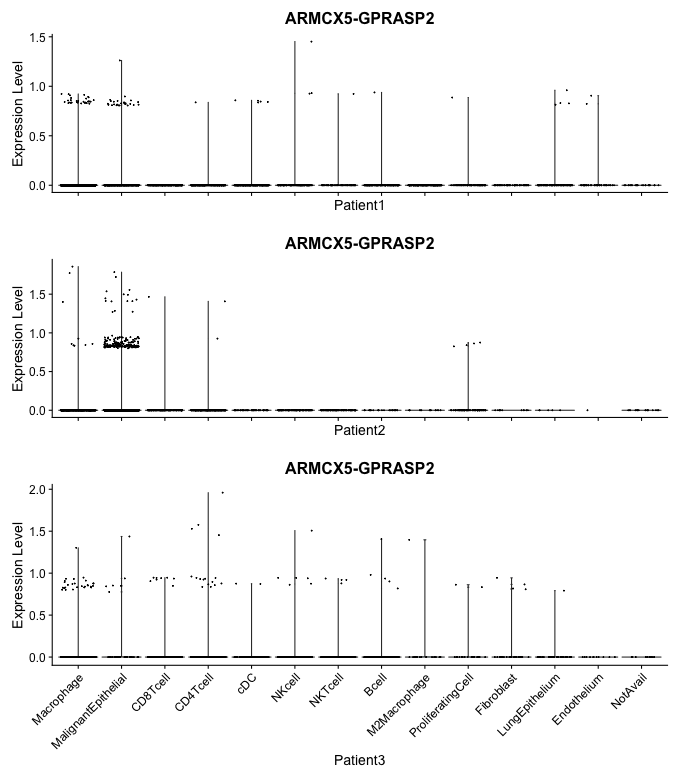 ARMCX5-GPRASP2
Expression Level
1.5
1.0
0.5
0.0
Patient1
ARMCX5-GPRASP2
Expression Level
1.5
1.0
0.5
0.0
Patient2
ARMCX5-GPRASP2
Expression Level
2.0
1.5
1.0
0.5
0.0
Macrophage
MalignantEpithelial
CD8Tcell
CD4Tcell
cDC
NKcell
NKTcell
Bcell
M2Macrophage
ProliferatingCell
Fibroblast
LungEpithelium
Endothelium
NotAvail
Patient3